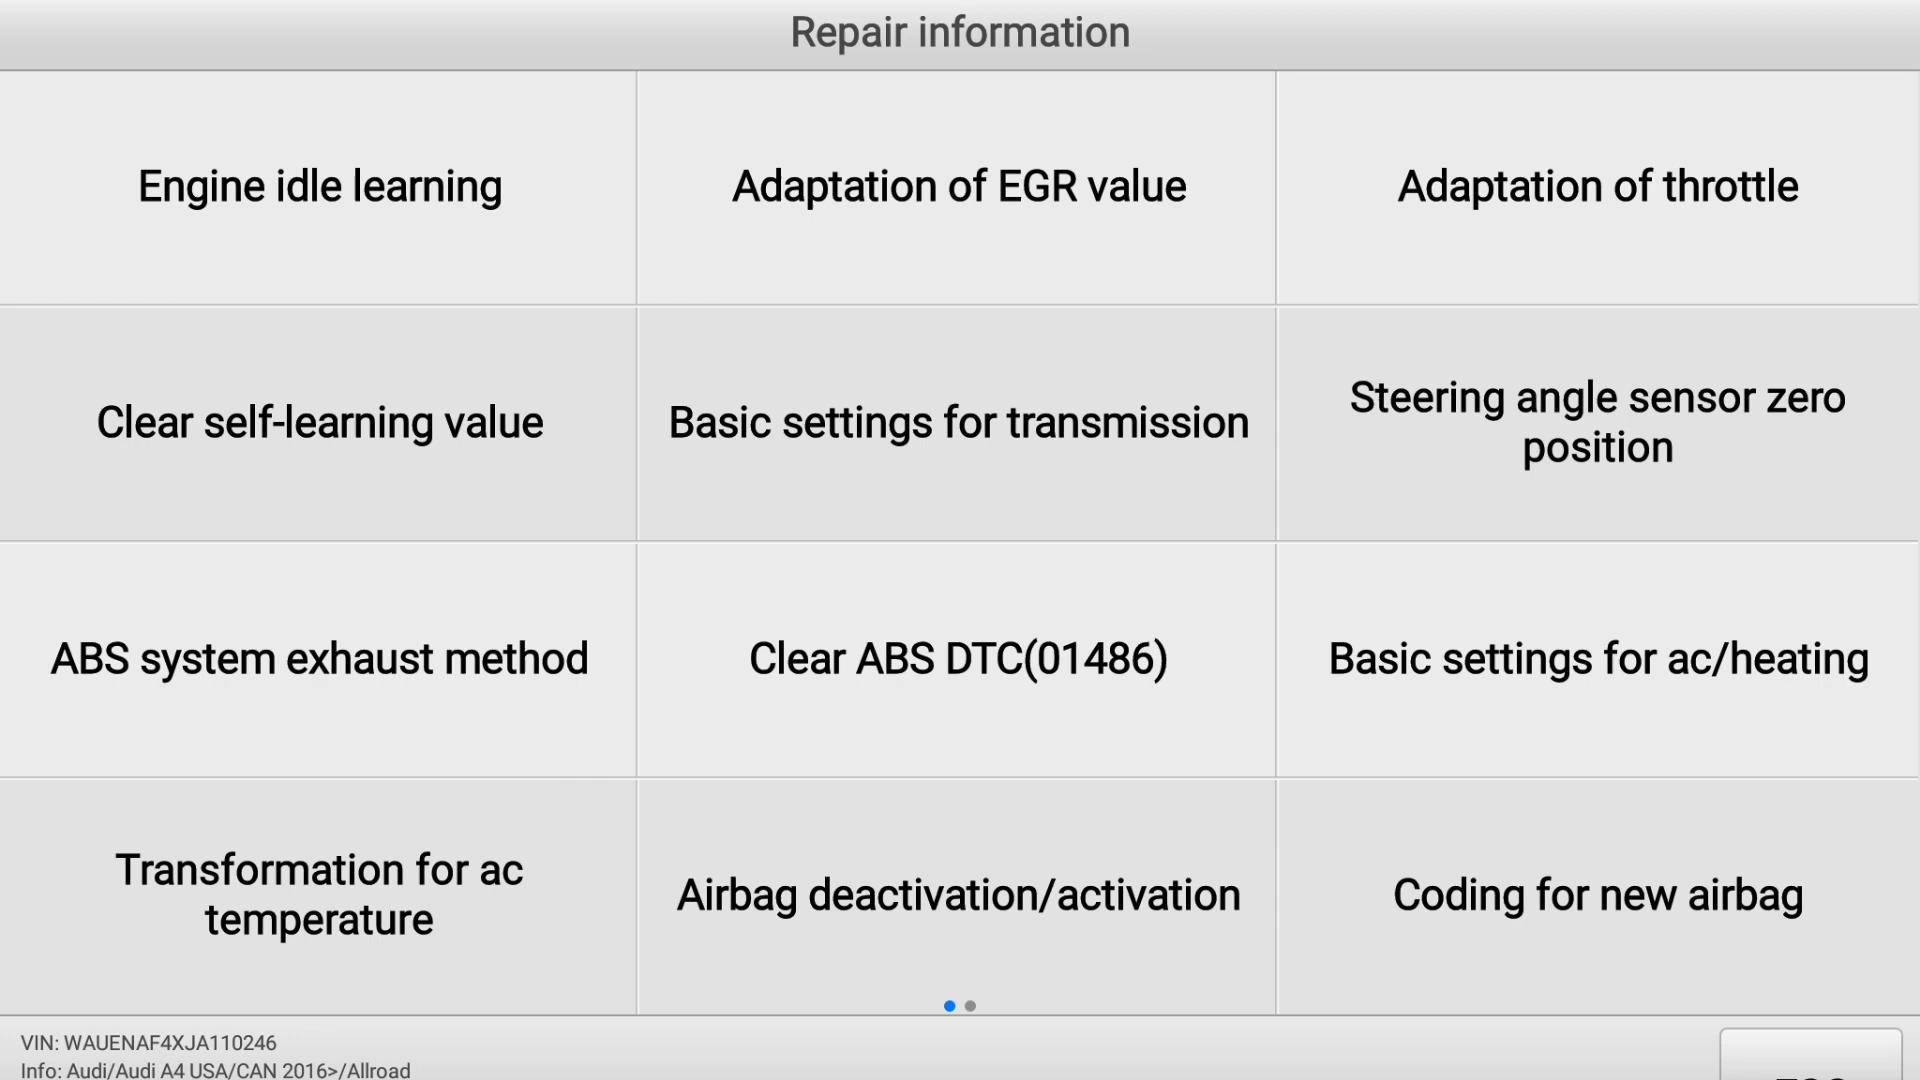 Repair information
Engine idle learning
Adaptation of EGR value
Adaptation of throttle
Clear self-learning value
Basic settings for transmission
Steering angle sensor zero
position
ABS system exhaust method
Clear ABS DTC(01486)
Basic settings for ac/heating
Transformation for ac
temperature
Airbag deactivation/activation
Coding for new airbag
VIN: WAUENAF4XJA110246
Info: Audi/Audi A4 USA/CAN 2016>/Allroad